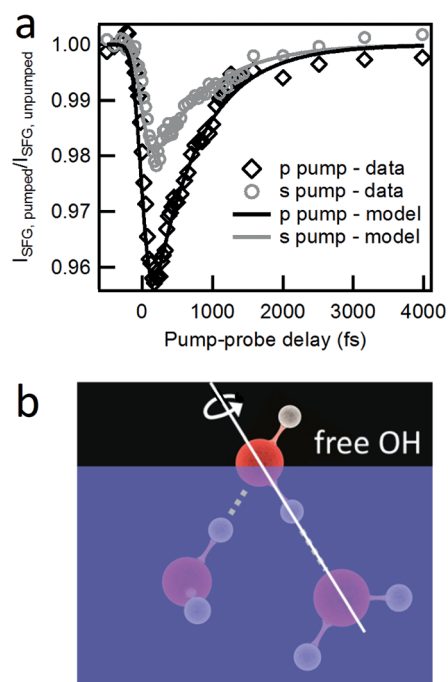 a
I_SFG, pumped/I_SFG, unpumped
1.00
0.99
0.98
0.97
0.96
p pump - data
s pump - data
p pump - model
s pump - model
0
1000
2000
3000
4000
Pump-probe delay (fs)
b
free OH